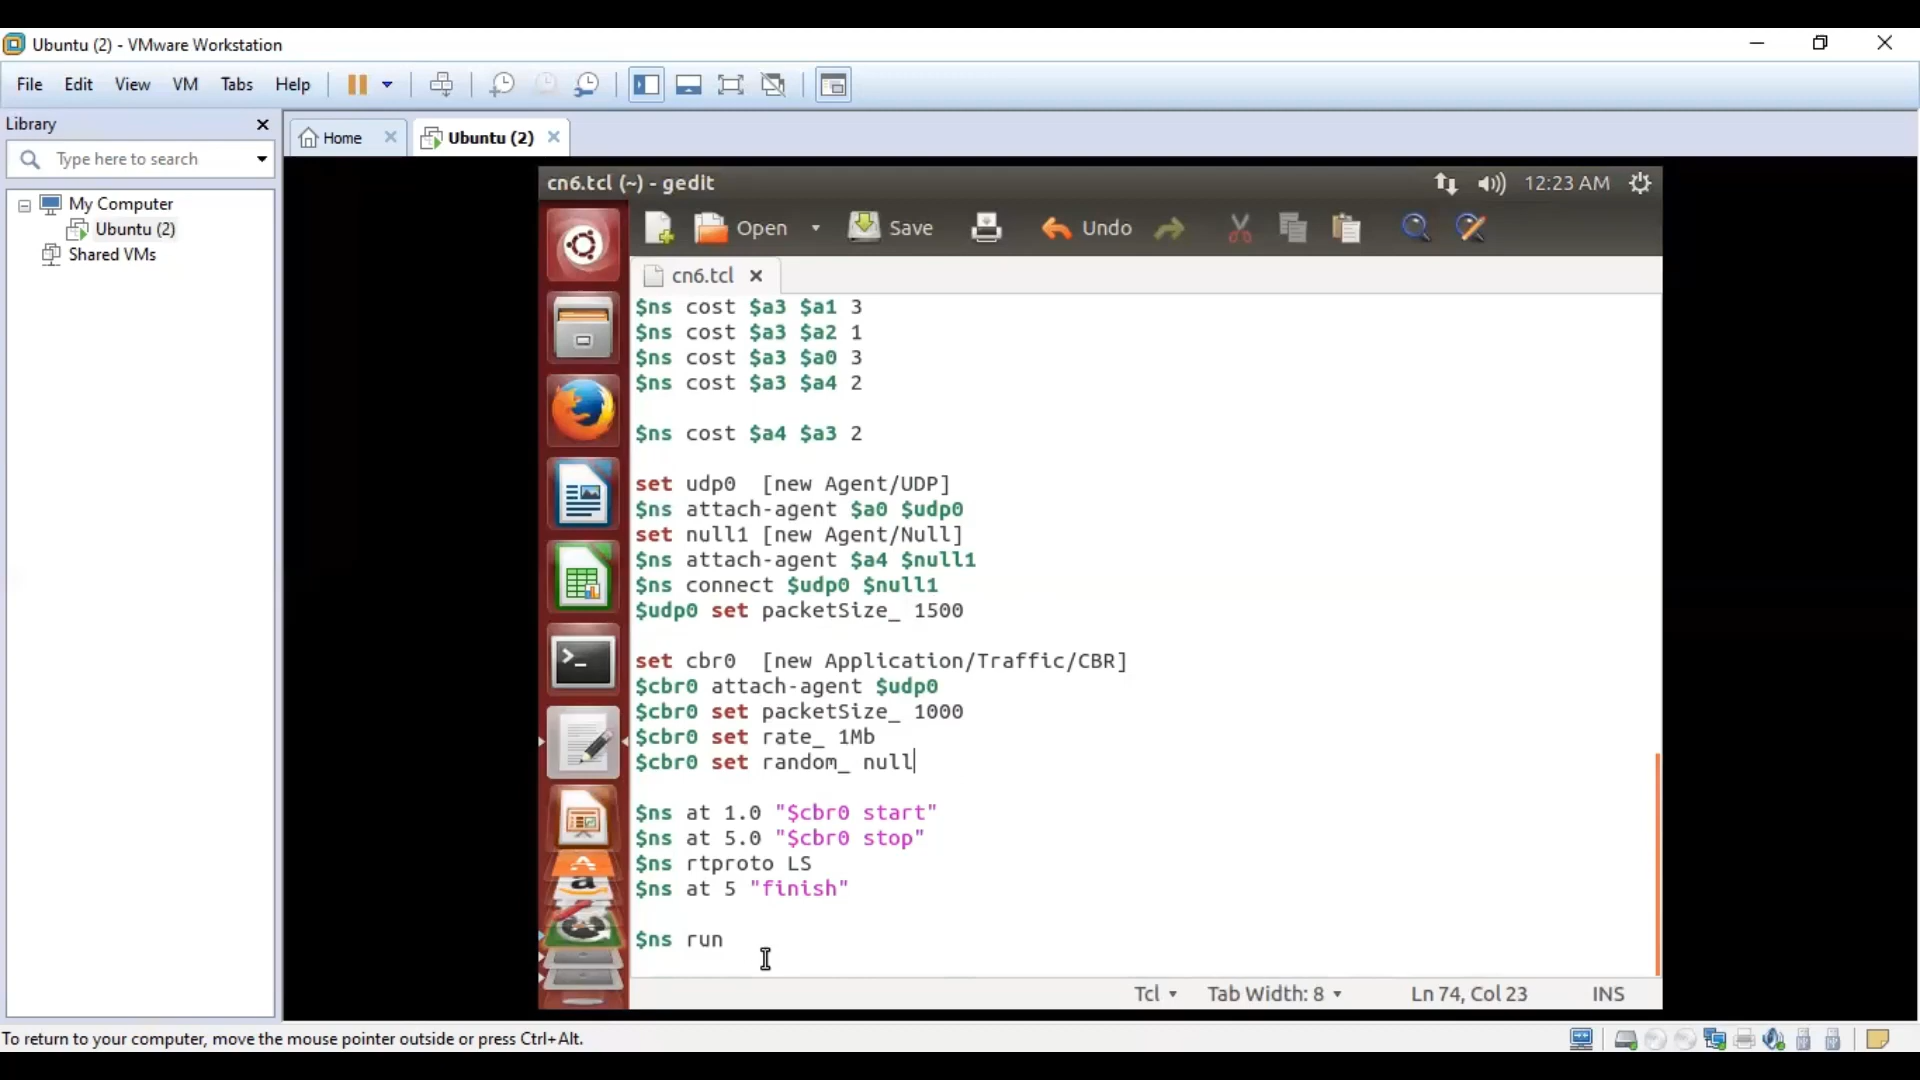 Ubuntu (2) - VMware Workstation
File Edit View VM Tabs Help
Library
Home
Ubuntu (2)
Type here to search
My Computer
Ubuntu (2)
Shared VMs
cn6.tcl (~) - gedit
12:23 AM
Open
Save
Undo
cn6.tcl
$ns cost $a3 $a1 3
$ns cost $a3 $a2 1
$ns cost $a3 $a0 3
$ns cost $a3 $a4 2
$ns cost $a4 $a3 2
set udp0  [new Agent/UDP]
$ns attach-agent $a0 $udp0
set null1 [new Agent/Null]
$ns attach-agent $a4 $null1
$ns connect $udp0 $null1
$udp0 set packetSize_ 1500
set cbr0  [new Application/Traffic/CBR]
$cbr0 attach-agent $udp0
$cbr0 set packetSize_ 1000
$cbr0 set rate_ 1Mb
$cbr0 set random_ null
$ns at 1.0 "$cbr0 start"
$ns at 5.0 "$cbr0 stop"
$ns rtproto LS
$ns at 5 "finish"
$ns run
Tcl Tab Width: 8 Ln 74, Col 23 INS
To return to your computer, move the mouse pointer outside or press Ctrl+Alt.